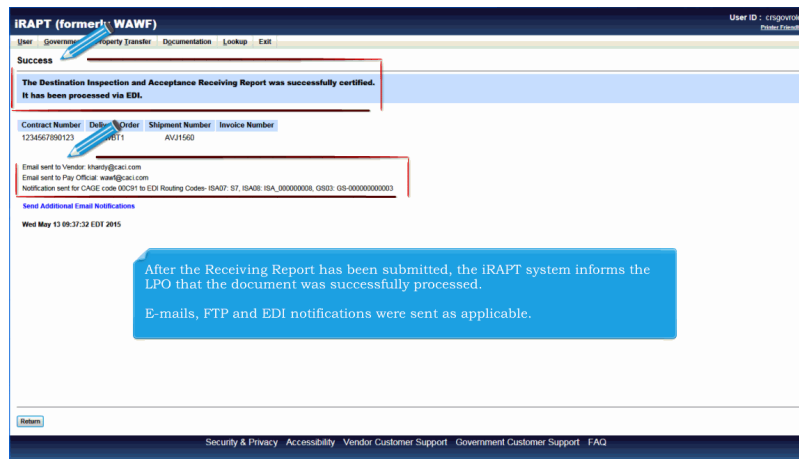 iRAPT (formerly WAWF)
User ID : crsgovrole
Printer Friendly
User Government Property Transfer Documentation Lookup Exit
Success
The Destination Inspection and Acceptance Receiving Report was successfully certified.
It has been processed via EDI.
Contract Number Delivery Order Shipment Number Invoice Number
1234567890123 AVJ1560
Email sent to Vendor: khardy@caci.com
Email sent to Pay Official: wawf@caci.com
Notification sent for CAGE code 00C91 to EDI Routing Codes- ISA07: S7, ISA08: ISA_000000008, GS03: GS-000000000003
Send Additional Email Notifications
Wed May 13 09:37:32 EDT 2015
After the Receiving Report has been submitted, the iRAPT system informs the
LPO that the document was successfully processed.
E-mails, FTP and EDI notifications were sent as applicable.
Return
Security & Privacy Accessibility Vendor Customer Support Government Customer Support FAQ